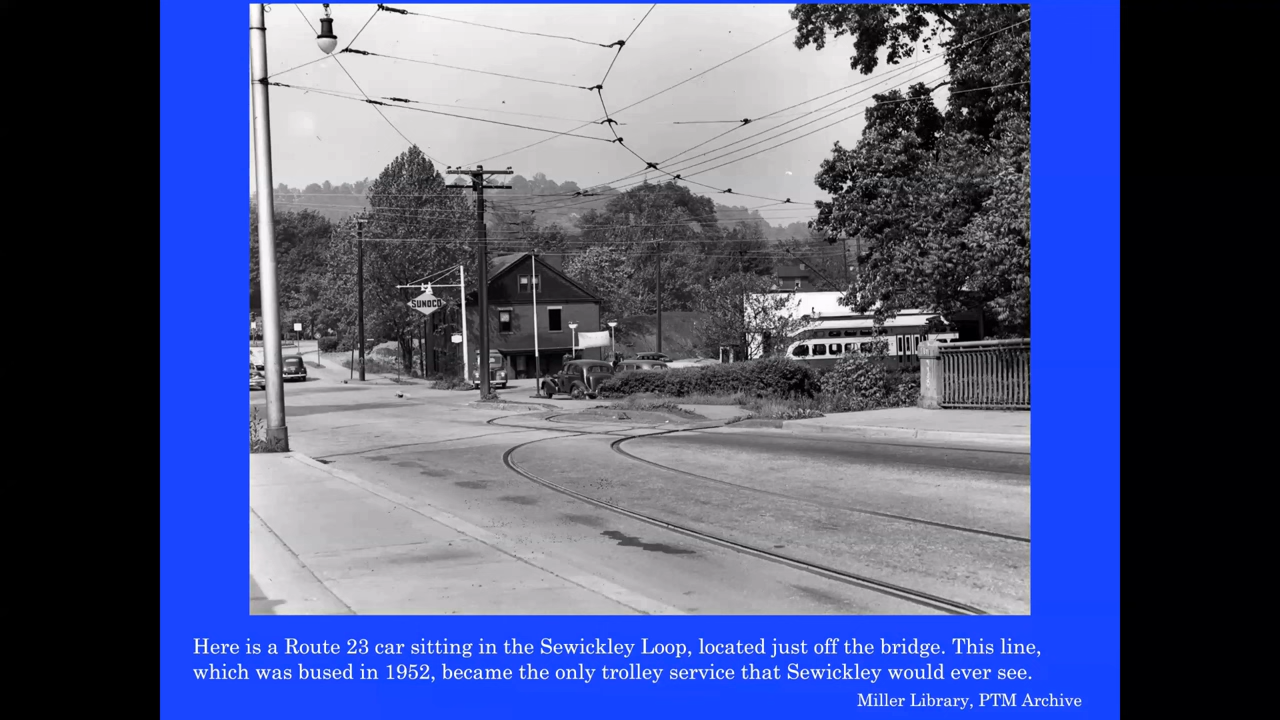 SUNOCO
Here is a Route 23 car sitting in the Sewickley Loop, located just off the bridge. This line,
which was bused in 1952, became the only trolley service that Sewickley would ever see.
Miller Library, PTM Archive